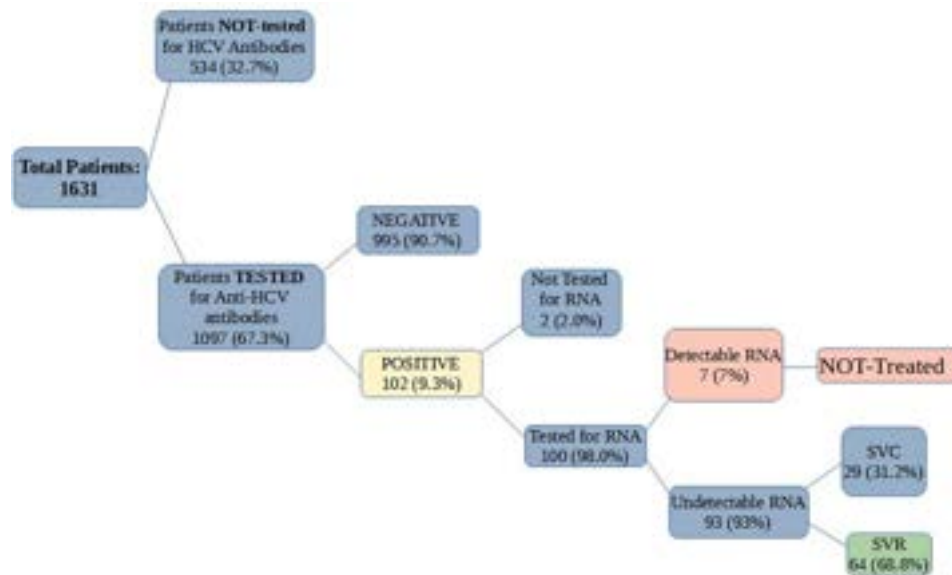 Patients NOT-tested
for HCV Antibodies
534 (32.7%)
Total Patients:
1631
NEGATIVE
995 (90.7%)
Patients TESTED
for Anti-HCV
antibodies
1097 (67.3%)
Not Tested
for RNA
2 (2.0%)
POSITIVE
102 (9.3%)
Detectable RNA
7 (7%)
NOT-Treated
Tested for RNA
100 (98.0%)
SVC
29 (31.2%)
Undetectable RNA
93 (93%)
SVR
64 (68.8%)